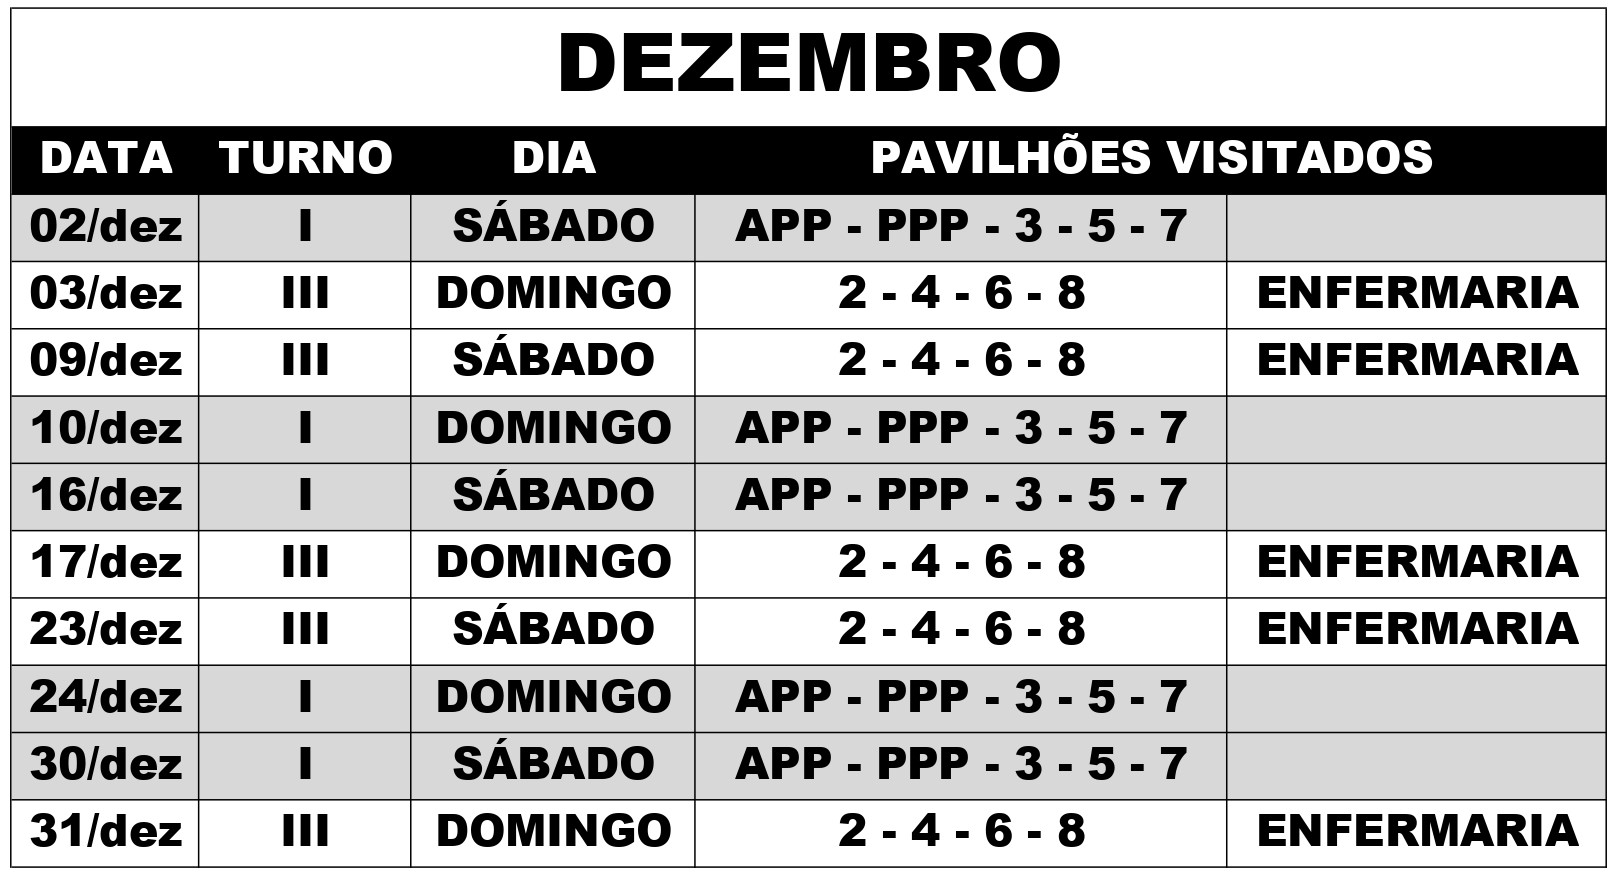 DEZEMBRO
DATA TURNO DIA PAVILHÕES VISITADOS
02/dez I SÁBADO APP - PPP - 3 - 5 - 7
03/dez III DOMINGO 2 - 4 - 6 - 8 ENFERMARIA
09/dez III SÁBADO 2 - 4 - 6 - 8 ENFERMARIA
10/dez I DOMINGO APP - PPP - 3 - 5 - 7
16/dez I SÁBADO APP - PPP - 3 - 5 - 7
17/dez III DOMINGO 2 - 4 - 6 - 8 ENFERMARIA
23/dez III SÁBADO 2 - 4 - 6 - 8 ENFERMARIA
24/dez I DOMINGO APP - PPP - 3 - 5 - 7
30/dez I SÁBADO APP - PPP - 3 - 5 - 7
31/dez III DOMINGO 2 - 4 - 6 - 8 ENFERMARIA